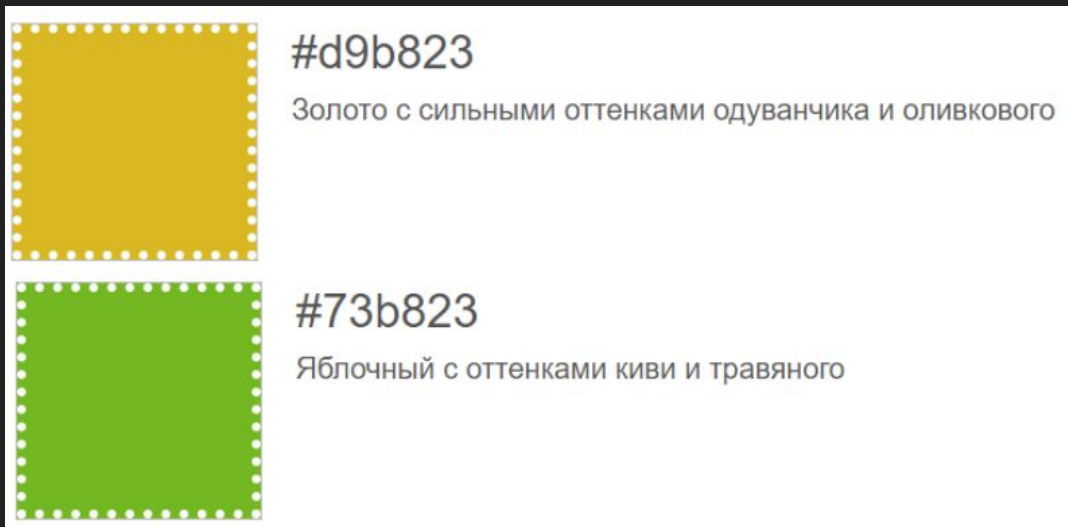 #d9b823
Золото с сильными оттенками одуванчика и оливкового
#73b823
Яблочный с оттенками киви и травяного